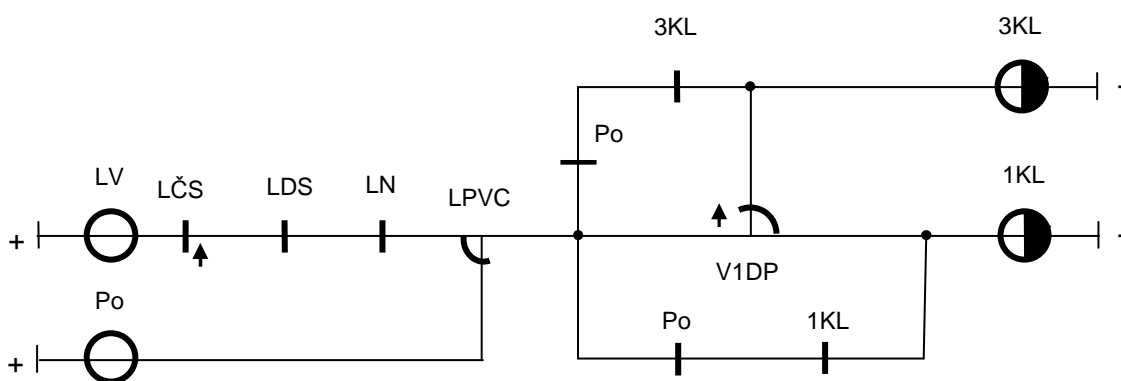 3KL
3KL
Po
-
LV
LČS
LDS
LN
LPVC
1KL
+
-
V1DP
Po
Po
1KL
+